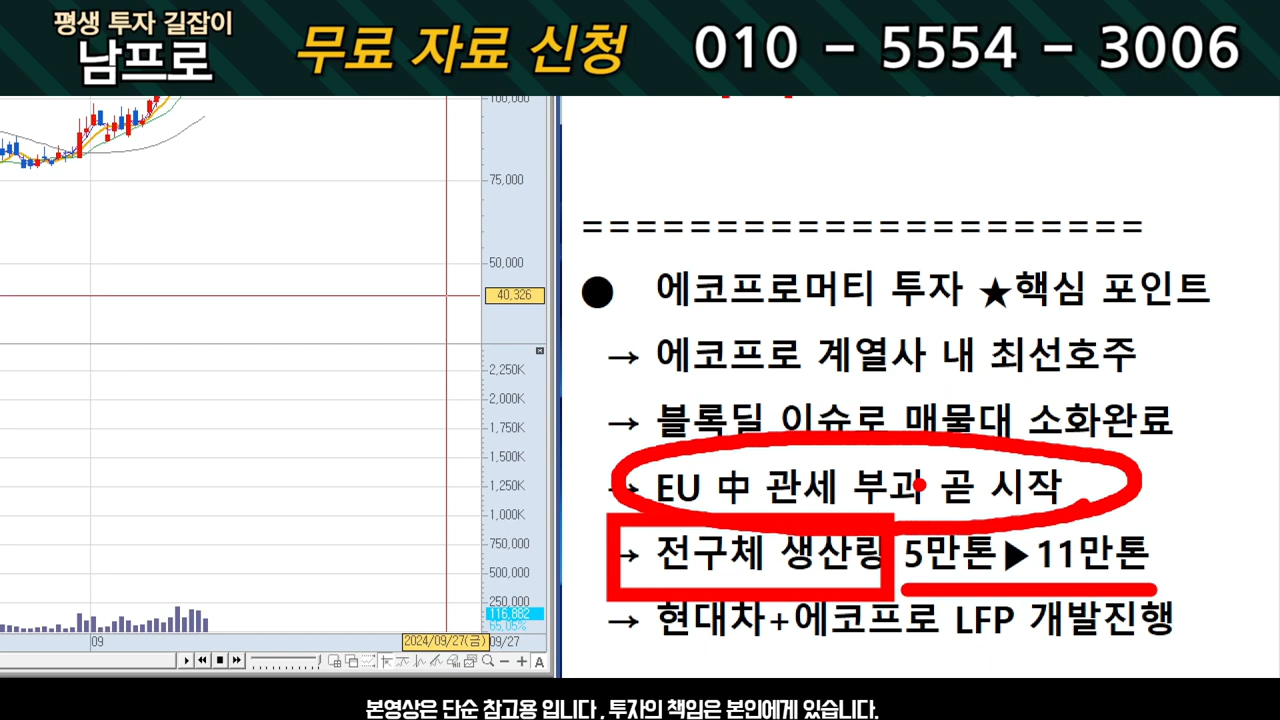 평생 투자 길잡이
남프로
무료 자료 신청
010 - 5554 - 3006
100,000
75,000
50,000
40,326
2,250K
2,000K
1,750K
1,500K
1,250K
1,000K
750,000
500,000
250,000
116,882
65.05%
09
2024/09/27(금)
09/27
A
=====================
● 에코프로머티 투자 ★핵심 포인트
→ 에코프로 계열사 내 최선호주
→ 블록딜 이슈로 매물대 소화완료
→ EU 中 관세 부과 곧 시작
→ 전구체 생산량 5만톤▶11만톤
→ 현대차+에코프로 LFP 개발진행
본영상은 단순 참고용 입니다 , 투자의 책임은 본인에게 있습니다.